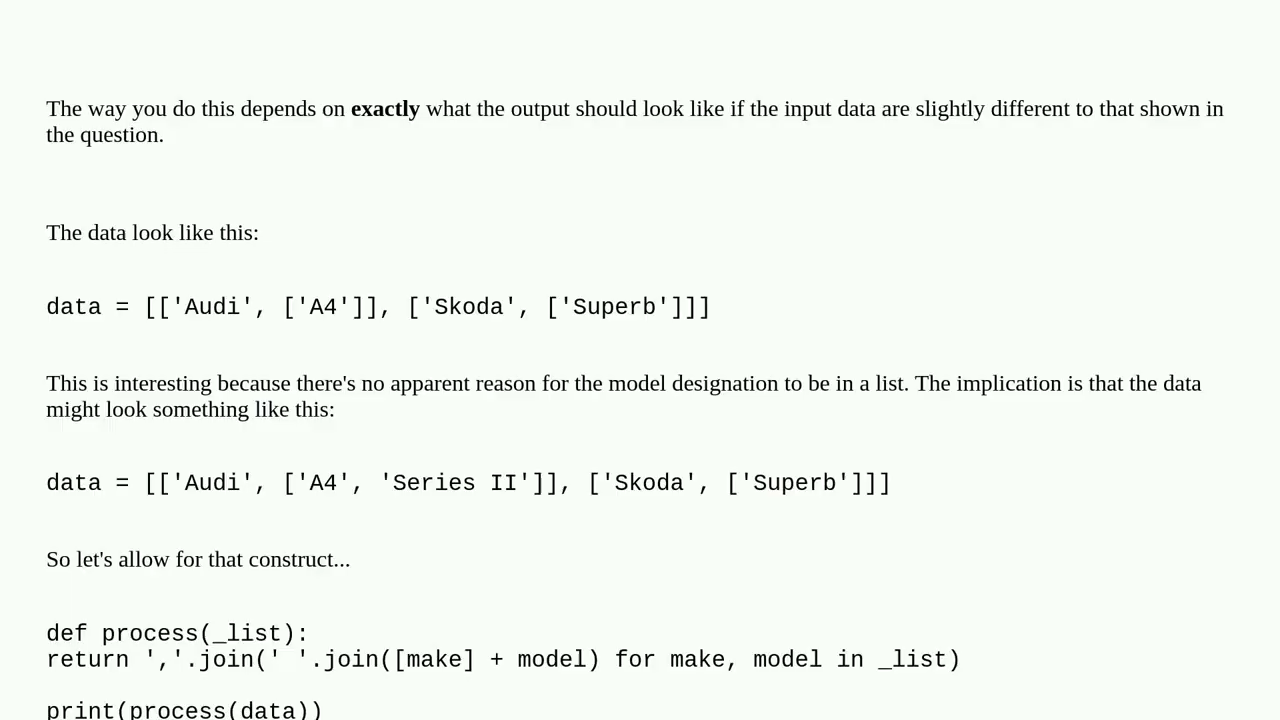 The way you do this depends on exactly what the output should look like if the input data are slightly different to that shown in
the question.
The data look like this:
data = [['Audi', ['A4']], ['Skoda', ['Superb']]]
This is interesting because there's no apparent reason for the model designation to be in a list. The implication is that the data
might look something like this:
data = [['Audi', ['A4', 'Series II']], ['Skoda', ['Superb']]]
So let's allow for that construct...
def process(_list):
return ','.join(' '.join([make] + model) for make, model in _list)
print(process(data))